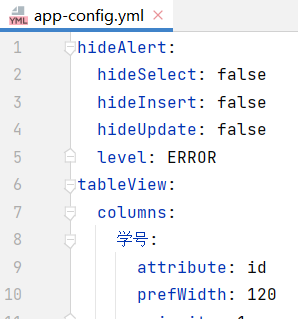 YML app-config.yml
1 hideAlert:
2 hideSelect: false
3 hideInsert: false
4 hideUpdate: false
5 level: ERROR
6 tableView:
7 columns:
8 学号:
9 attribute: id
10 prefWidth: 120